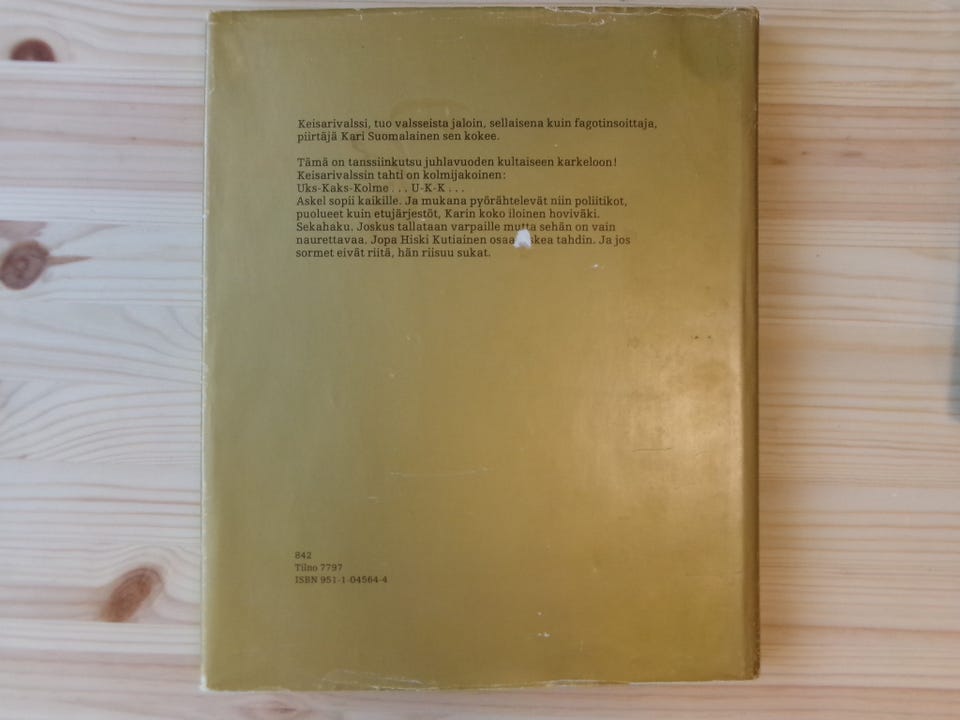 Keisarivalssi, tuo valsseista jaloin, sellaisena kuin fagotinsoittaja,
piirtäjä Kari Suomalainen sen kokee.
Tämä on tanssiinkutsu juhlavuoden kultaiseen karkeloon!
Keisarivalssin tahti on kolmijakoinen:
Uks-Kaks-Kolme . . . U-K-K . . .
Askel sopii kaikille. Ja mukana pyörähtelevät niin poliitikot,
puolueet kuin etujärjestöt, Karin koko iloinen hoviväki.
Sekahaku. Joskus tallataan varpaille mutta sehän on vain
naurettavaa. Jopa Hiski Kutiainen tahdin. Ja jos
sormet eivät riitä, hän riisuu sukat.
842
Tilno 7797
ISBN 951-1-04564-4